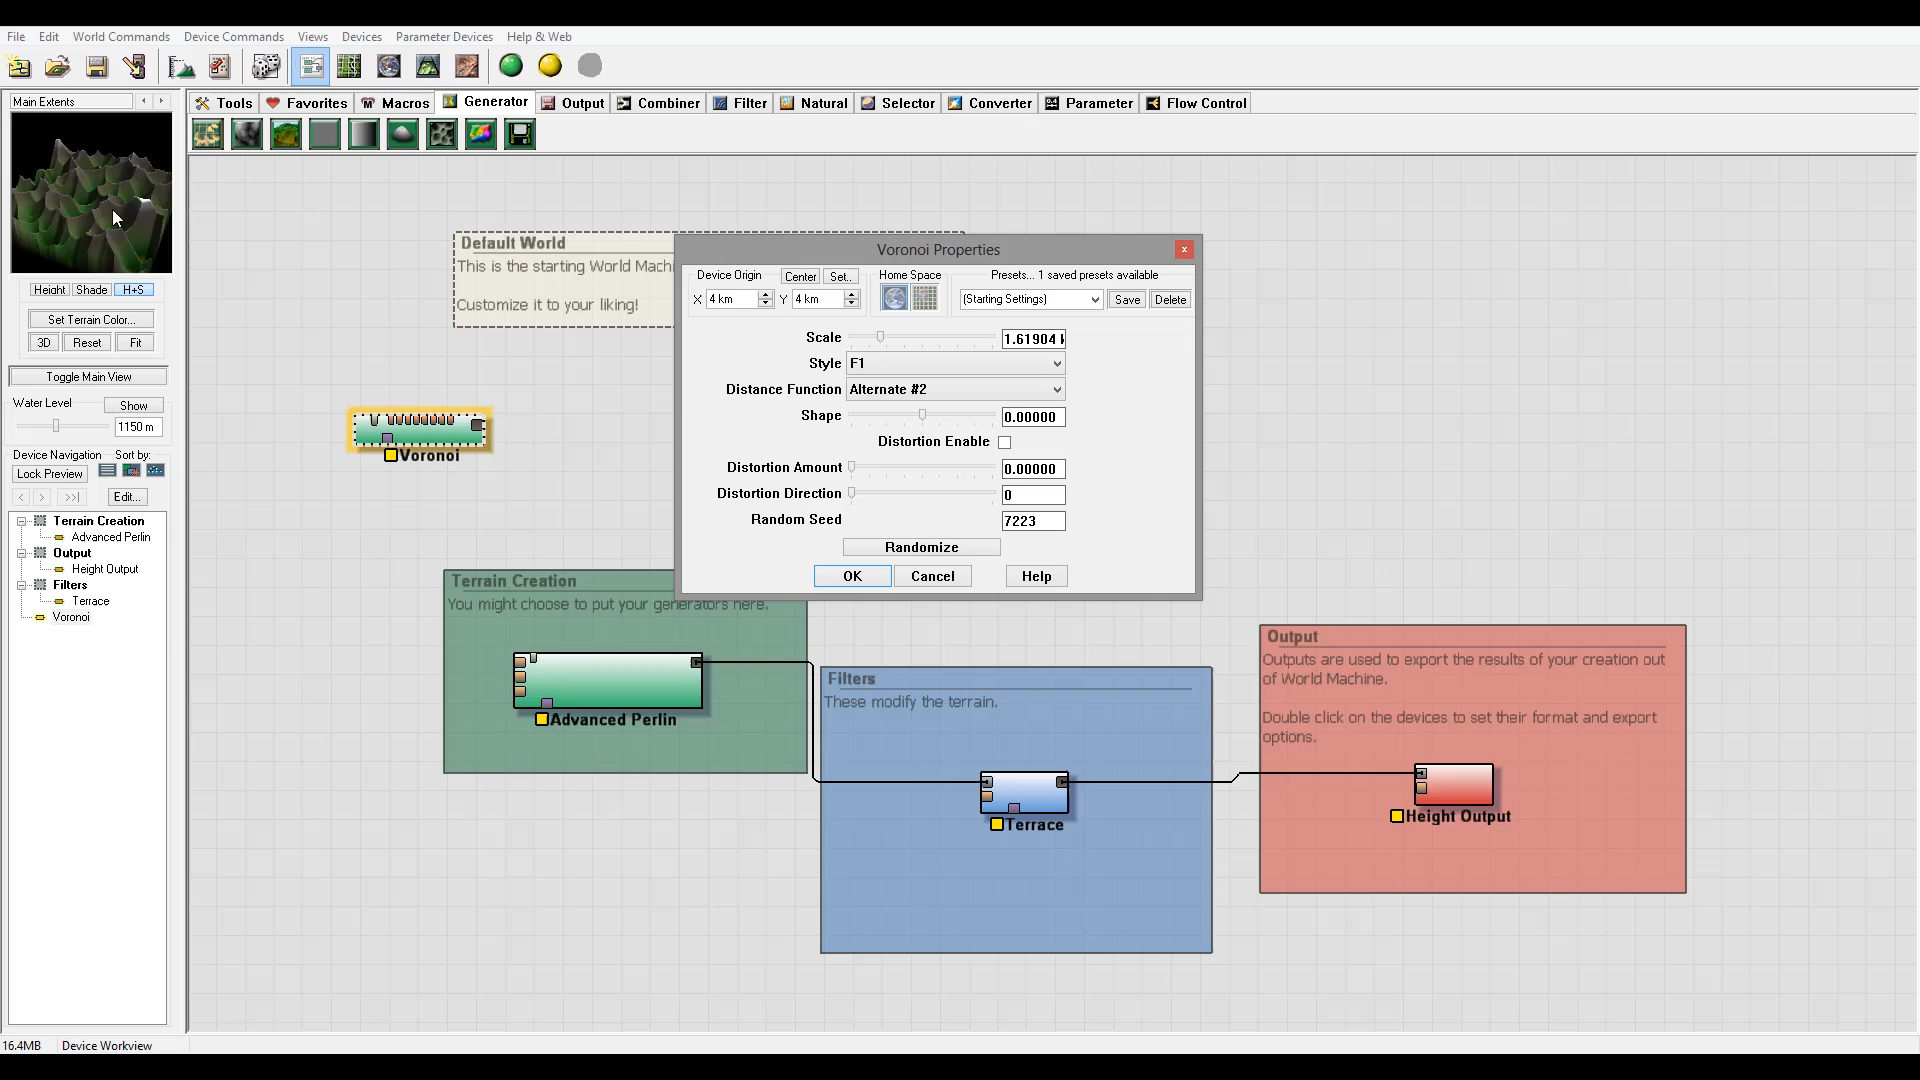 File Edit World Commands Device Commands Views Devices Parameter Devices Help & Web
Main Extents
Tools Favorites Macros Generator Output Combiner Filter Natural Selector Converter Parameter Flow Control
Height Shade H+S
Set Terrain Color...
3D Reset Fit
Toggle Main View
Water Level Show
1150 m
Device Navigation Sort by:
Lock Preview
< > >>| Edit...
Terrain Creation
Advanced Perlin
Output
Height Output
Filters
Terrace
Voronoi
Default World
This is the starting World Machi
Customize it to your liking!
Voronoi
Voronoi Properties
Device Origin Center Set.. Home Space Presets... 1 saved presets available
X 4 km Y 4 km (Starting Settings) Save Delete
Scale 1.61904
Style F1
Distance Function Alternate #2
Shape 0.00000
Distortion Enable
Distortion Amount 0.00000
Distortion Direction 0
Random Seed 7223
Randomize
OK Cancel Help
Terrain Creation
You might choose to put your generators here.
Advanced Perlin
Filters
These modify the terrain.
Terrace
Output
Outputs are used to export the results of your creation out
of World Machine.
Double click on the devices to set their format and export
options.
Height Output
16.4MB Device Workview